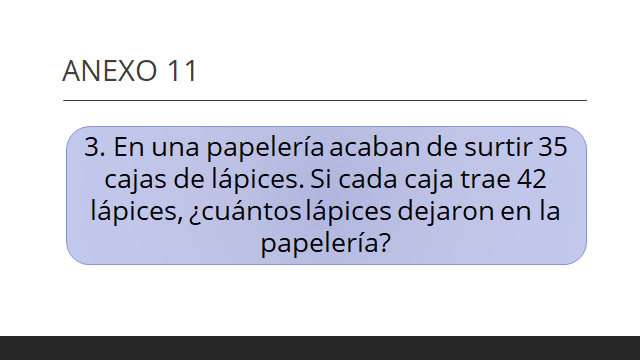 ANEXO 11
3. En una papelería acaban de surtir 35
cajas de lápices. Si cada caja trae 42
lápices, ¿cuántos lápices dejaron en la
papelería?